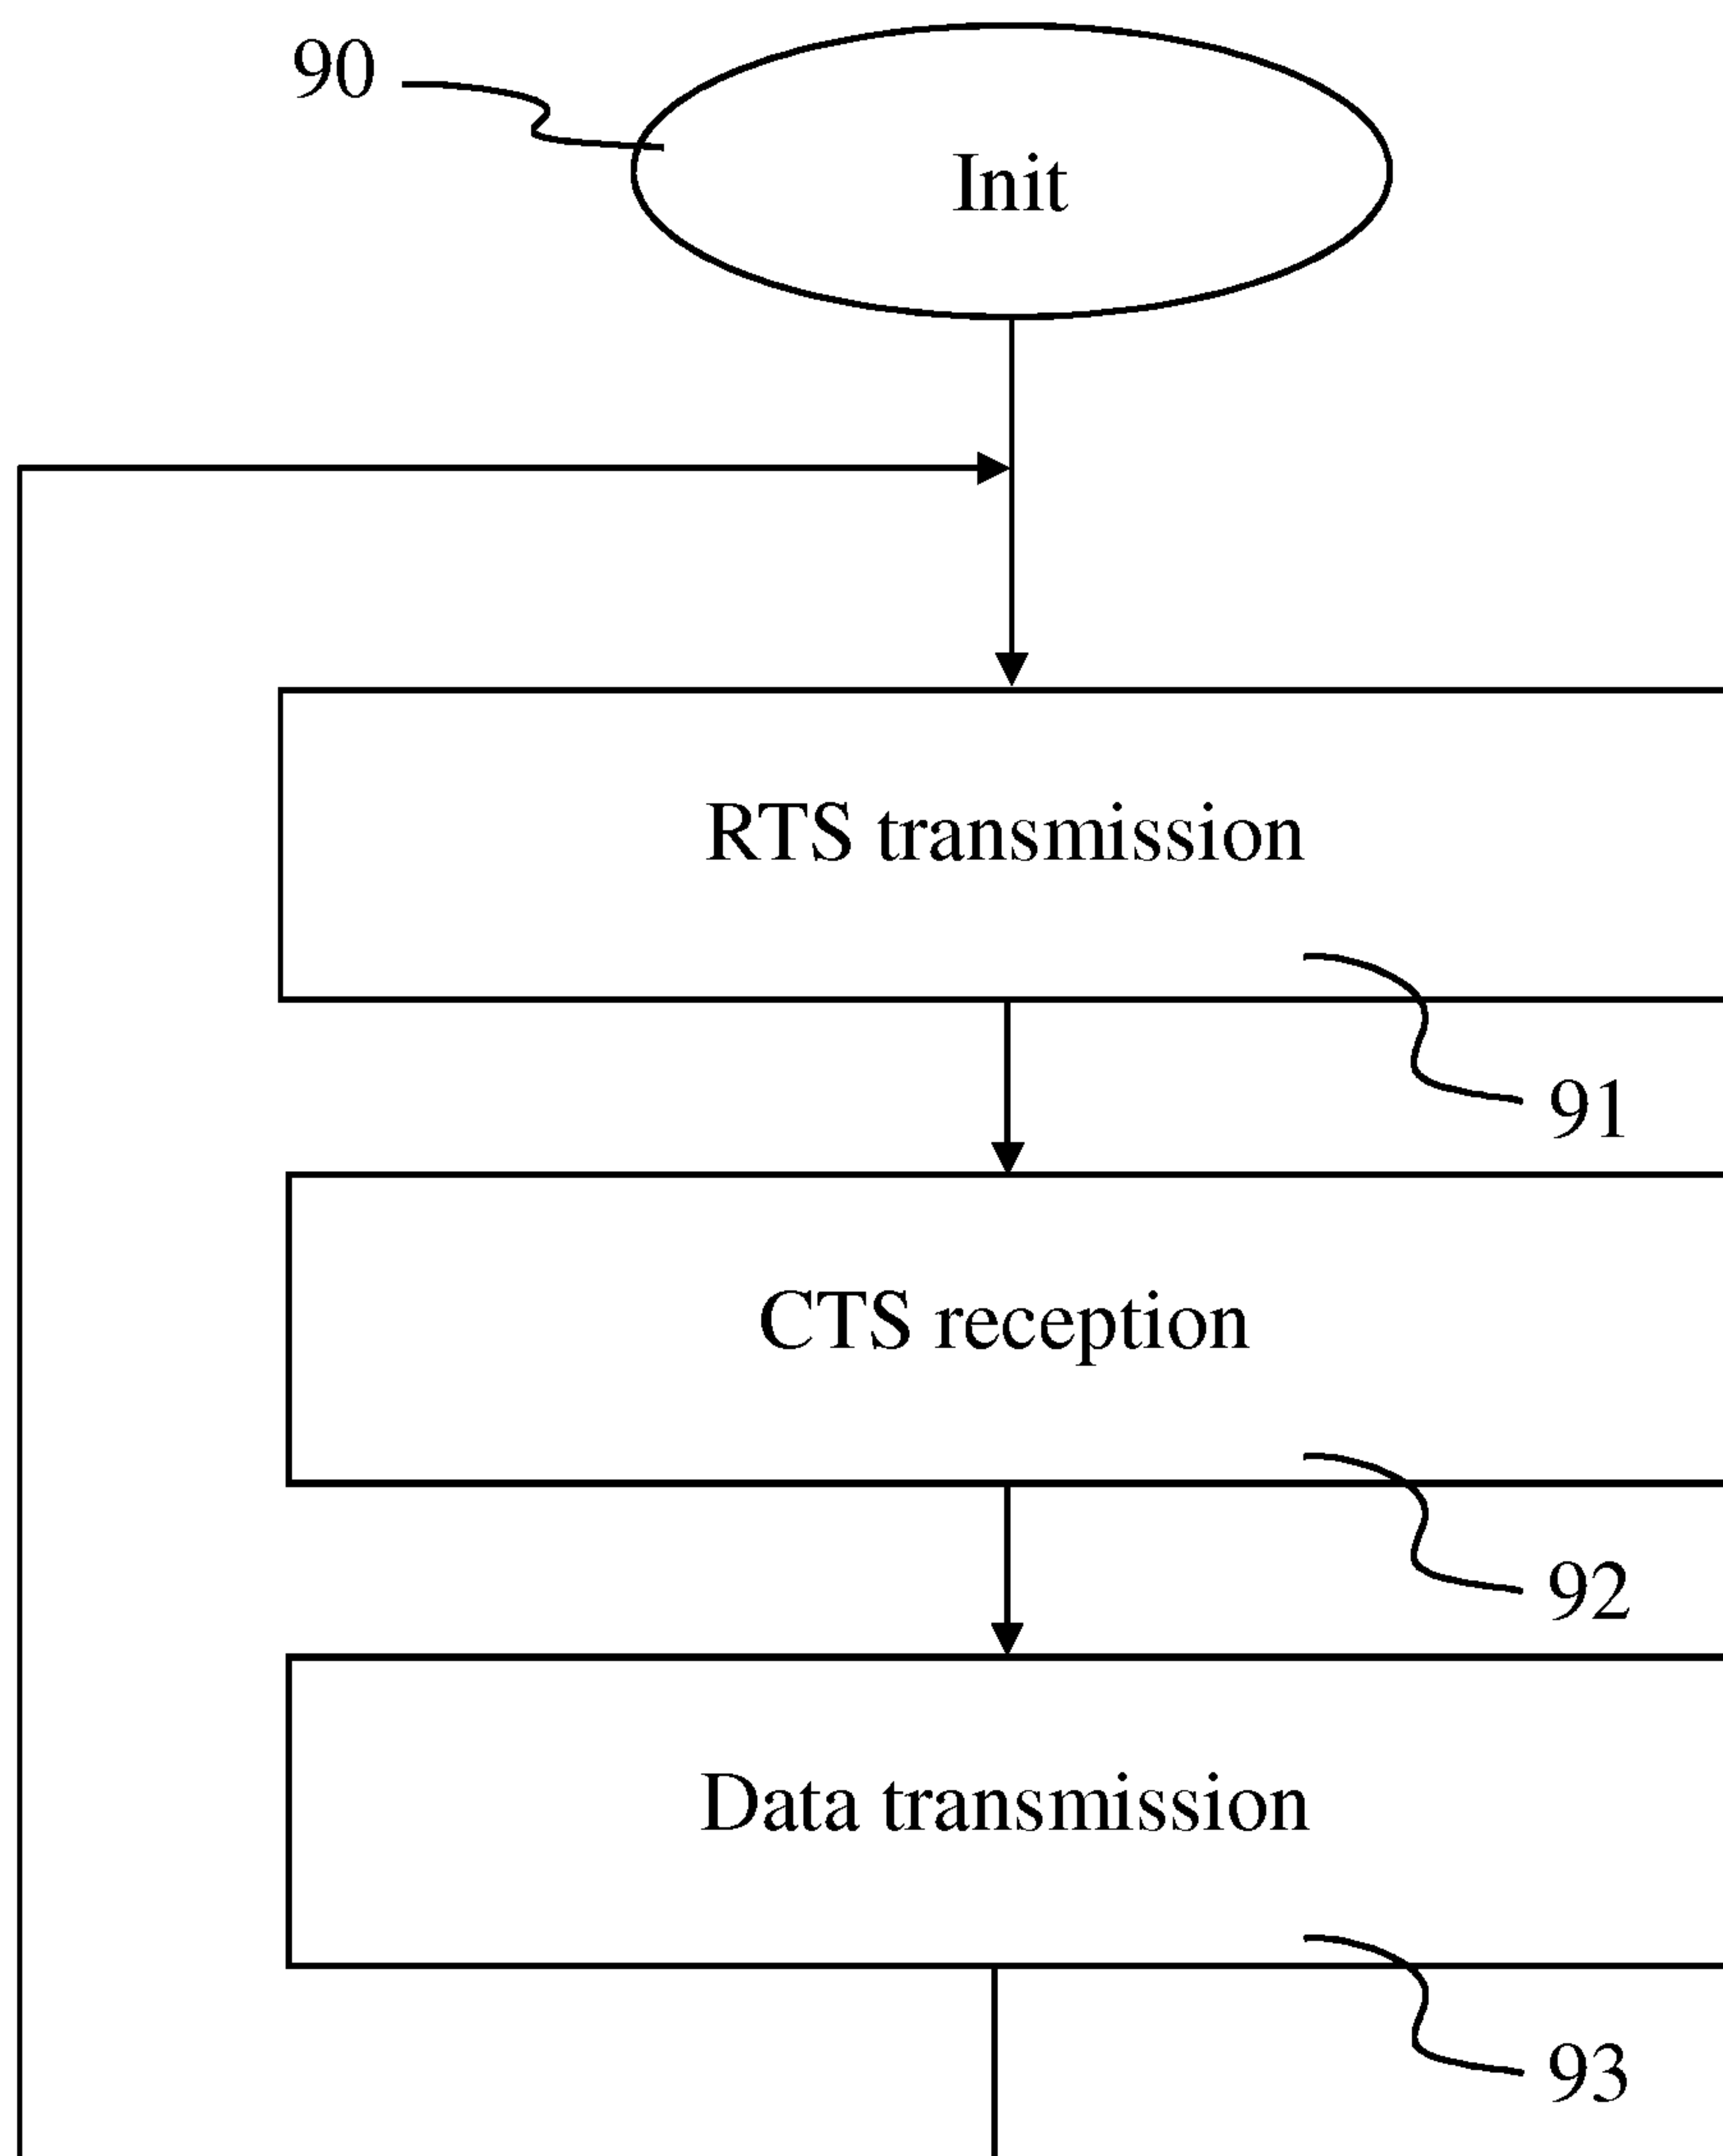 90
Init
RTS transmission
91
CTS reception
92
Data transmission
93